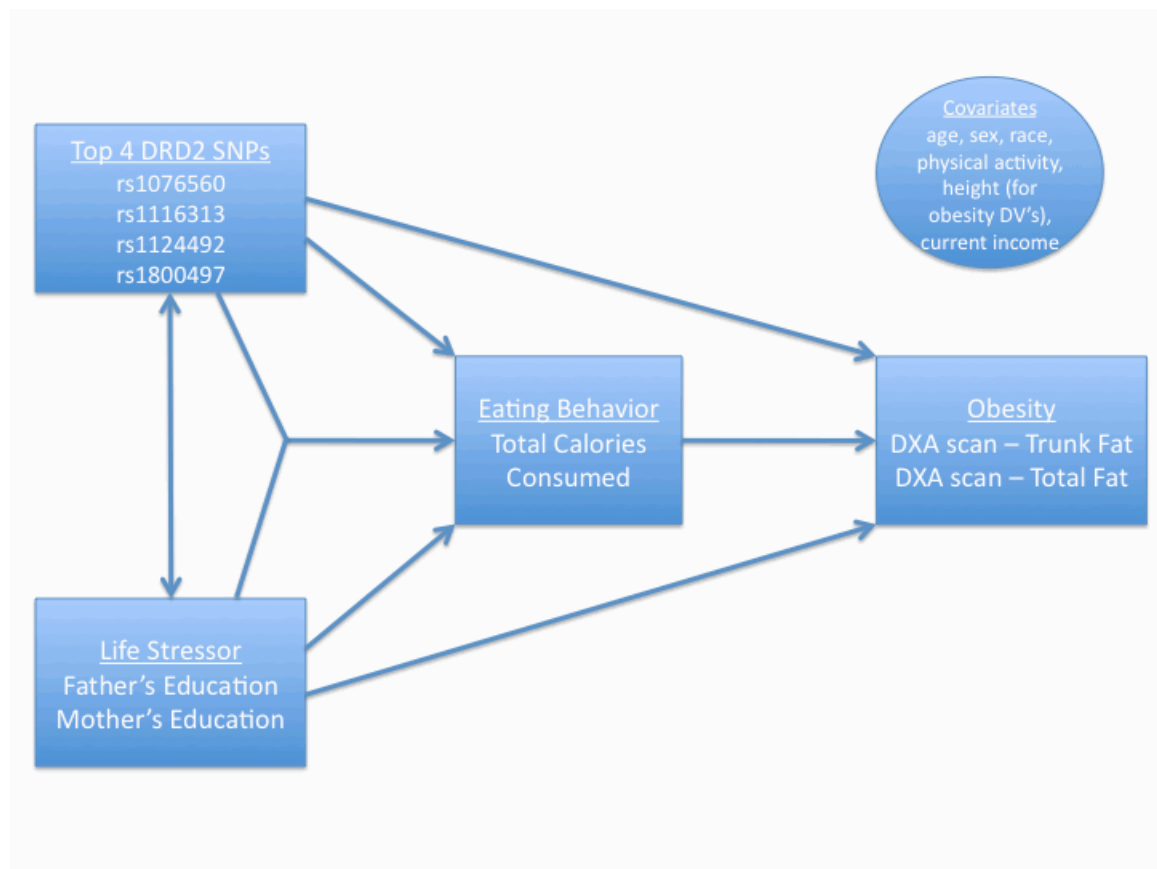 Top 4 DRD2 SNPs
rs1076560
rs1116313
rs1124492
rs1800497
Covariates
age, sex, race,
physical activity,
height (for
obesity DV's),
current income
Eating Behavior
Total Calories
Consumed
Obesity
DXA scan – Trunk Fat
DXA scan – Total Fat
Life Stressor
Father's Education
Mother's Education